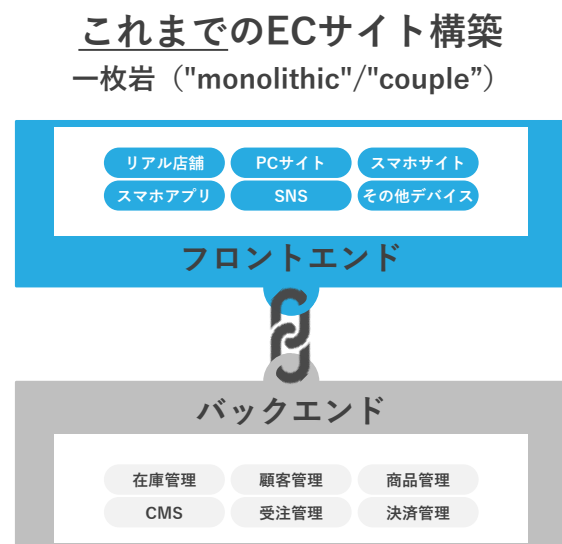 これまでのECサイト構築
一枚岩（"monolithic"/"couple”）
リアル店舗 PCサイト スマホサイト
スマホアプリ SNS その他デバイス
フロントエンド
バックエンド
在庫管理 顧客管理 商品管理
CMS 受注管理 決済管理